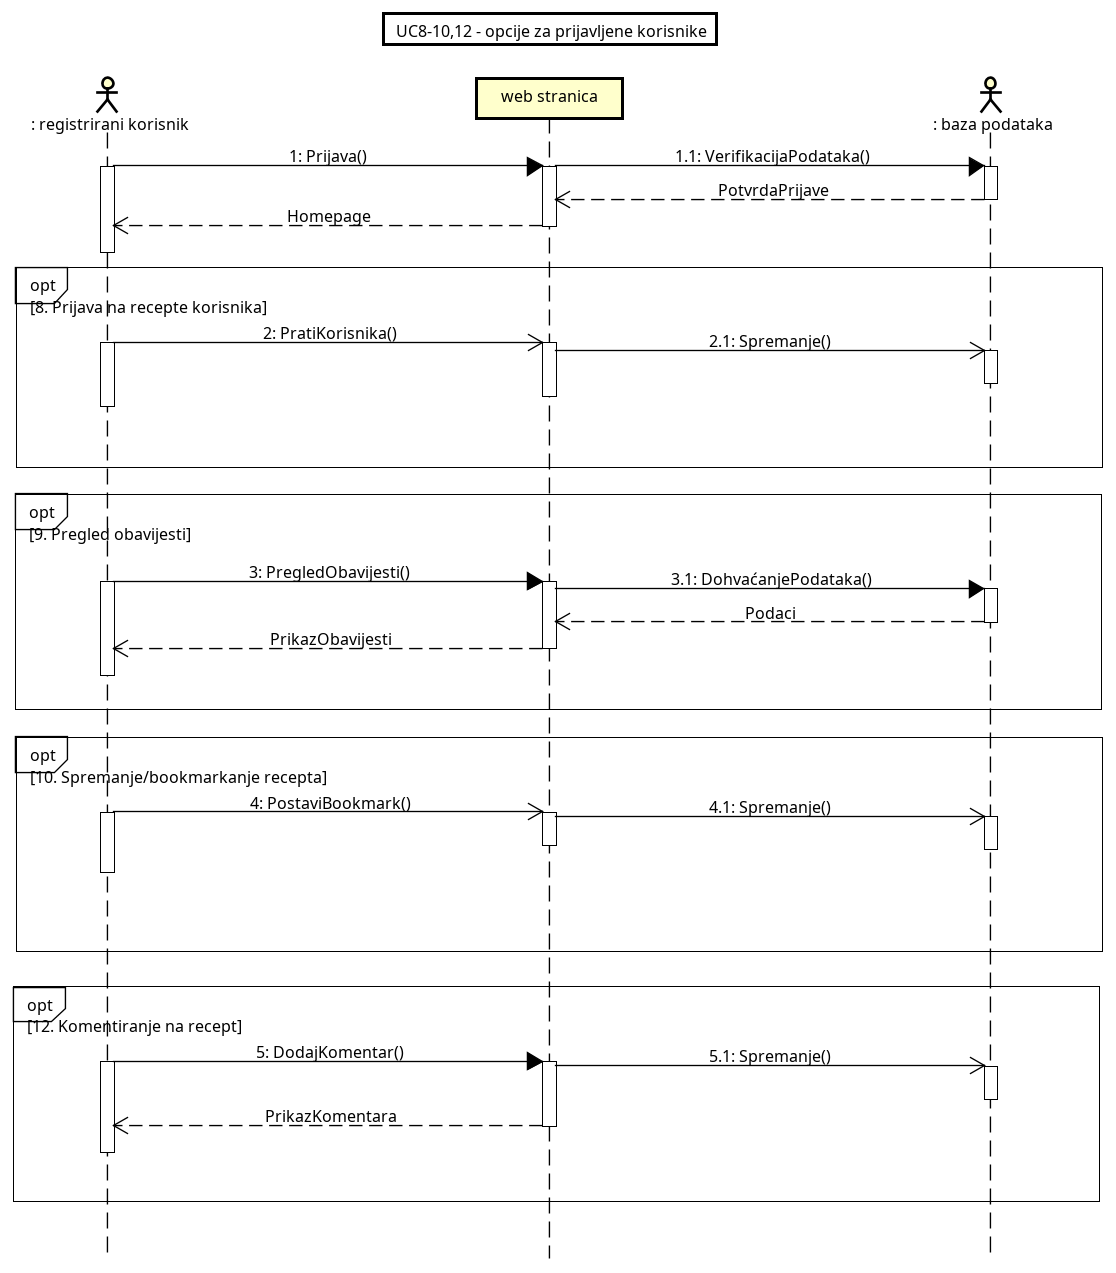 UC8-10,12 - opcije za prijavljene korisnike
: registrirani korisnik
web stranica
: baza podataka
1: Prijava()
1.1: VerifikacijaPodataka()
PotvrdaPrijave
Homepage
opt
[8. Prijava na recepte korisnika]
2: PratiKorisnika()
2.1: Spremanje()
opt
[9. Pregled obavijesti]
3: PregledObavijesti()
3.1: DohvaćanjePodataka()
Podaci
PrikazObavijesti
opt
[10. Spremanje/bookmarkanje recepta]
4: PostaviBookmark()
4.1: Spremanje()
opt
[12. Komentiranje na recept]
5: DodajKomentar()
5.1: Spremanje()
PrikazKomentara